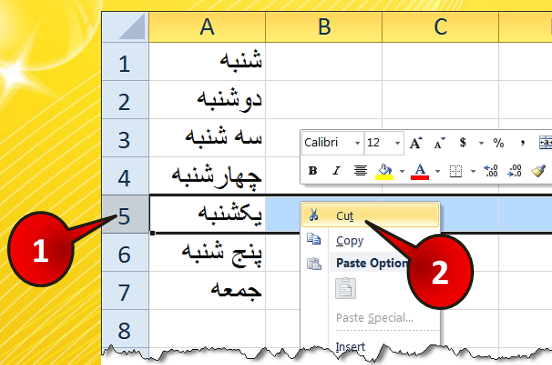 A B C
1 شنبه
2 دوشنبه
3 سه شنبه
4 چهارشنبه
5 یکشنبه
6 پنج شنبه
7 جمعه
8
Calibri 12 A A $ % ,
B I A .00
Cut
Copy
Paste Option
Paste Special...
Insert
1
2